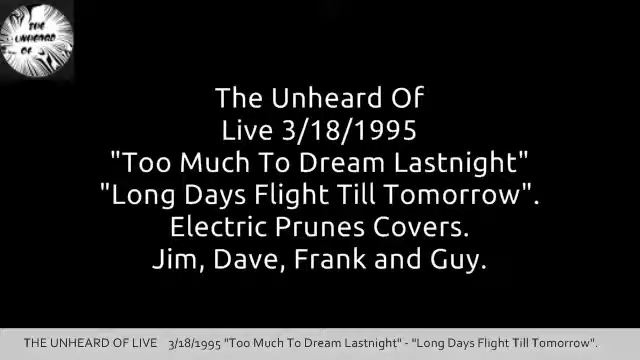 THE
UNHEARD
OF
The Unheard Of
Live 3/18/1995
"Too Much To Dream Lastnight"
"Long Days Flight Till Tomorrow".
Electric Prunes Covers.
Jim, Dave, Frank and Guy.
THE UNHEARD OF LIVE 3/18/1995 "Too Much To Dream Lastnight" - "Long Days Flight Till Tomorrow".